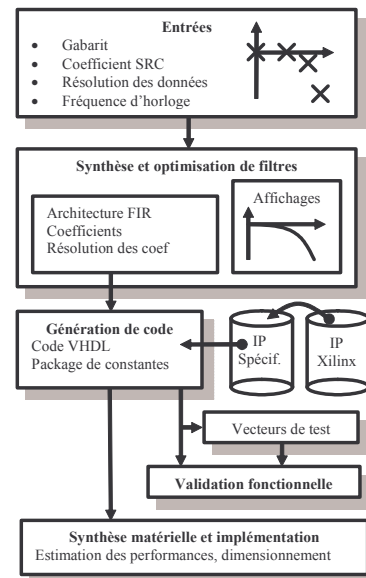 Entrées
• Gabarit
• Coefficient SRC
• Résolution des données
• Fréquence d'horloge
Synthèse et optimisation de filtres
Architecture FIR
Coefficients
Résolution des coef
Affichages
Génération de code
Code VHDL
Package de constantes
IP
Spécif.
IP
Xilinx
Vecteurs de test
Validation fonctionnelle
Synthèse matérielle et implémentation
Estimation des performances, dimensionnement